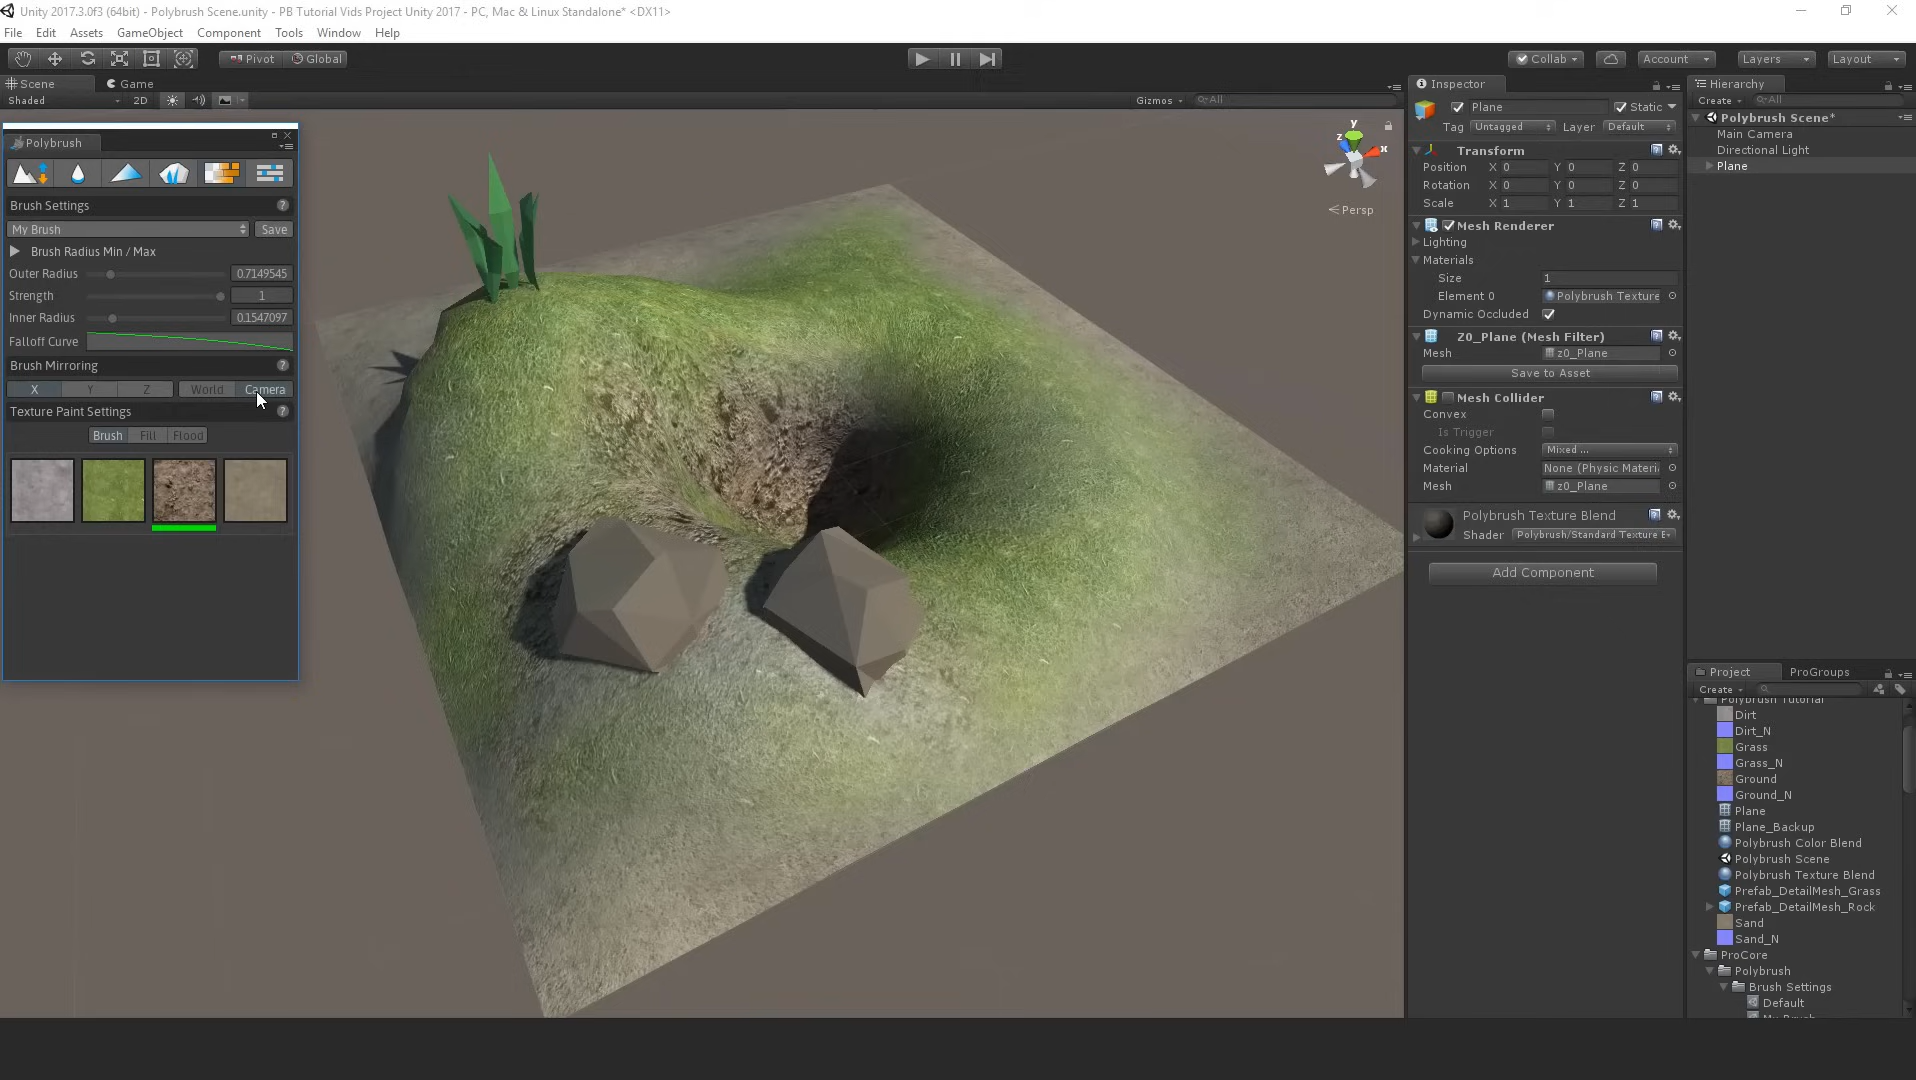 Unity 2017.3.0f3 (64bit) - Polybrush Scene.unity - PB Tutorial Vids Project Unity 2017 - PC, Mac & Linux Standalone* <DX11>
File Edit Assets GameObject Component Tools Window Help
Pivot Global Collab Account Layers Layout
Scene Game
Shaded 2D Gizmos All
Polybrush
Brush Settings ?
My Brush Save
Brush Radius Min / Max
Outer Radius 0.7149545
Strength 1
Inner Radius 0.1547097
Falloff Curve
Brush Mirroring ?
X Y Z World Camera
Texture Paint Settings ?
Brush Fill Flood
y
z x
Persp
Inspector
Plane Static
Tag Untagged Layer Default
Transform
Position X 0 Y 0 Z 0
Rotation X 0 Y 0 Z 0
Scale X 1 Y 1 Z 1
Mesh Renderer
Lighting
Materials
Size 1
Element 0 Polybrush Texture
Dynamic Occluded
Z0_Plane (Mesh Filter)
Mesh z0_Plane
Save to Asset
Mesh Collider
Convex
Is Trigger
Cooking Options Mixed ...
Material None (Physic Materi
Mesh z0_Plane
Polybrush Texture Blend
Shader Polybrush/Standard Texture B
Add Component
Hierarchy
Create All
Polybrush Scene*
Main Camera
Directional Light
Plane
Project ProGroups
Create
Polybrush Tutorial
Dirt
Dirt_N
Grass
Grass_N
Ground
Ground_N
Plane
Plane_Backup
Polybrush Color Blend
Polybrush Scene
Polybrush Texture Blend
Prefab_DetailMesh_Grass
Prefab_DetailMesh_Rock
Sand
Sand_N
ProCore
Polybrush
Brush Settings
Default
My Brush